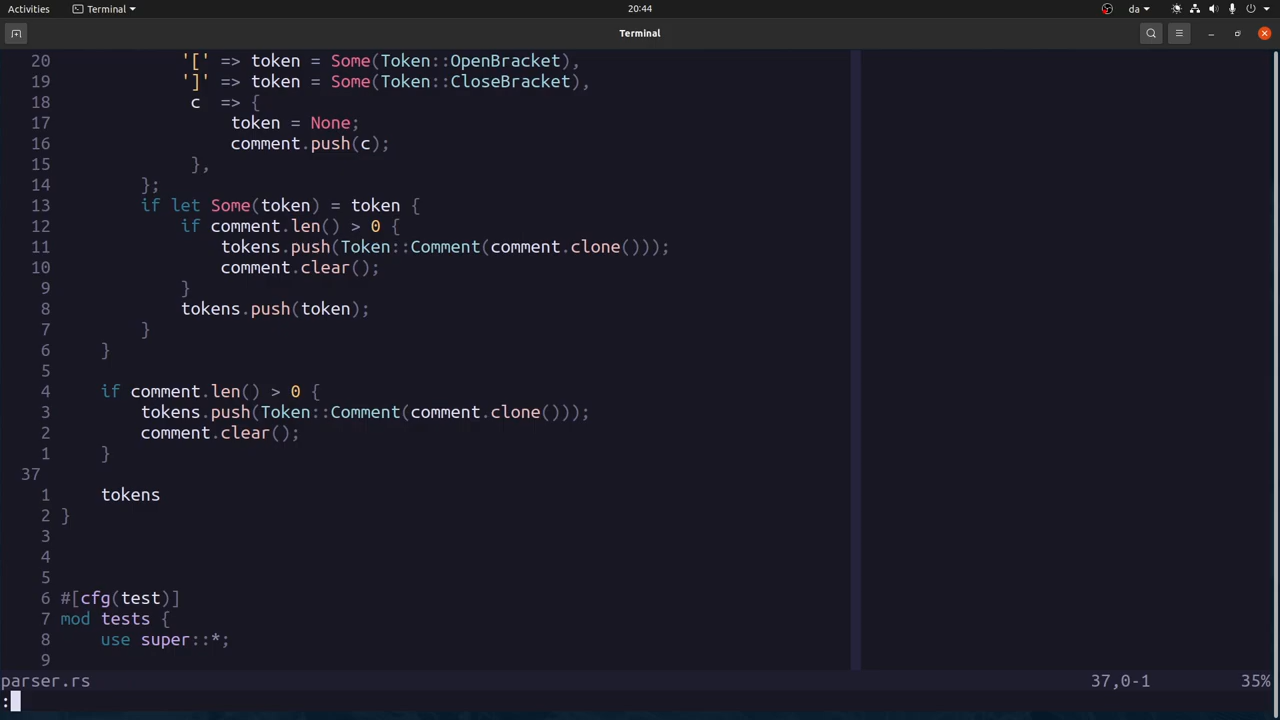 Activities Terminal 20:44 da
Terminal
20 '[' => token = Some(Token::OpenBracket),
19 ']' => token = Some(Token::CloseBracket),
18 c => {
17 token = None;
16 comment.push(c);
15 },
14 };
13 if let Some(token) = token {
12 if comment.len() > 0 {
11 tokens.push(Token::Comment(comment.clone()));
10 comment.clear();
9 }
8 tokens.push(token);
7 }
6 }
5
4 if comment.len() > 0 {
3 tokens.push(Token::Comment(comment.clone()));
2 comment.clear();
1 }
37
1 tokens
2 }
3
4
5
6 #[cfg(test)]
7 mod tests {
8 use super::*;
9
parser.rs 37,0-1 35%
: